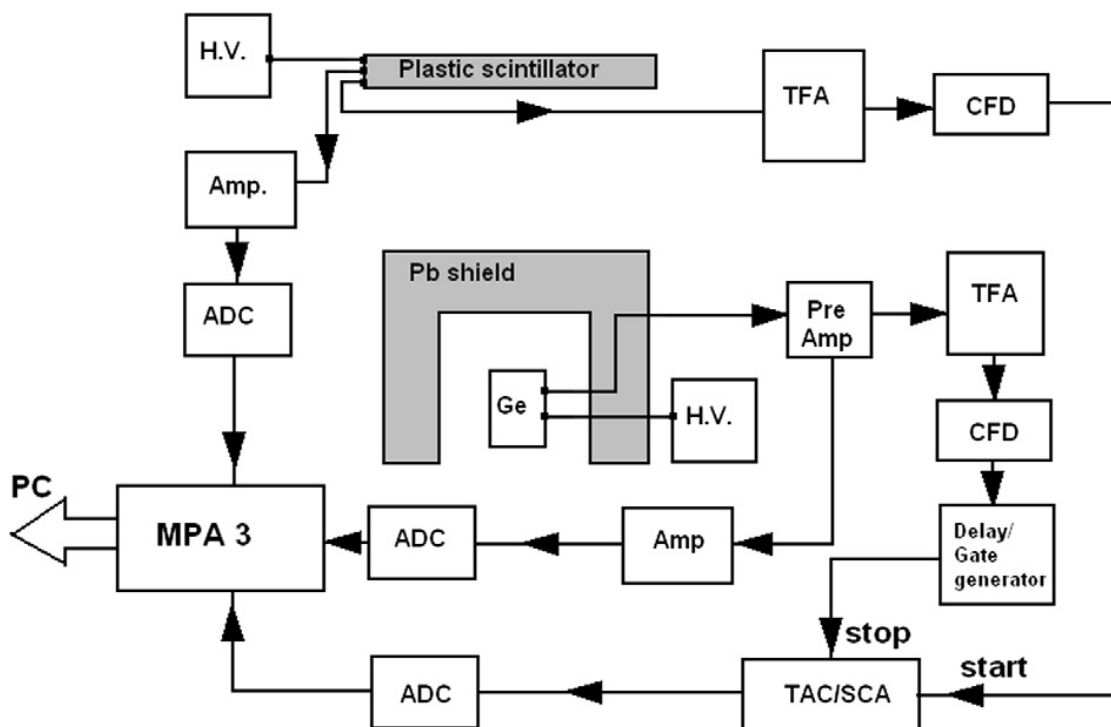 H.V.
Plastic scintillator
TFA
CFD
Amp.
ADC
Pb shield
Pre
Amp
TFA
Ge
H.V.
CFD
PC
MPA 3
ADC
Amp
Delay/
Gate
generator
stop
start
ADC
TAC/SCA